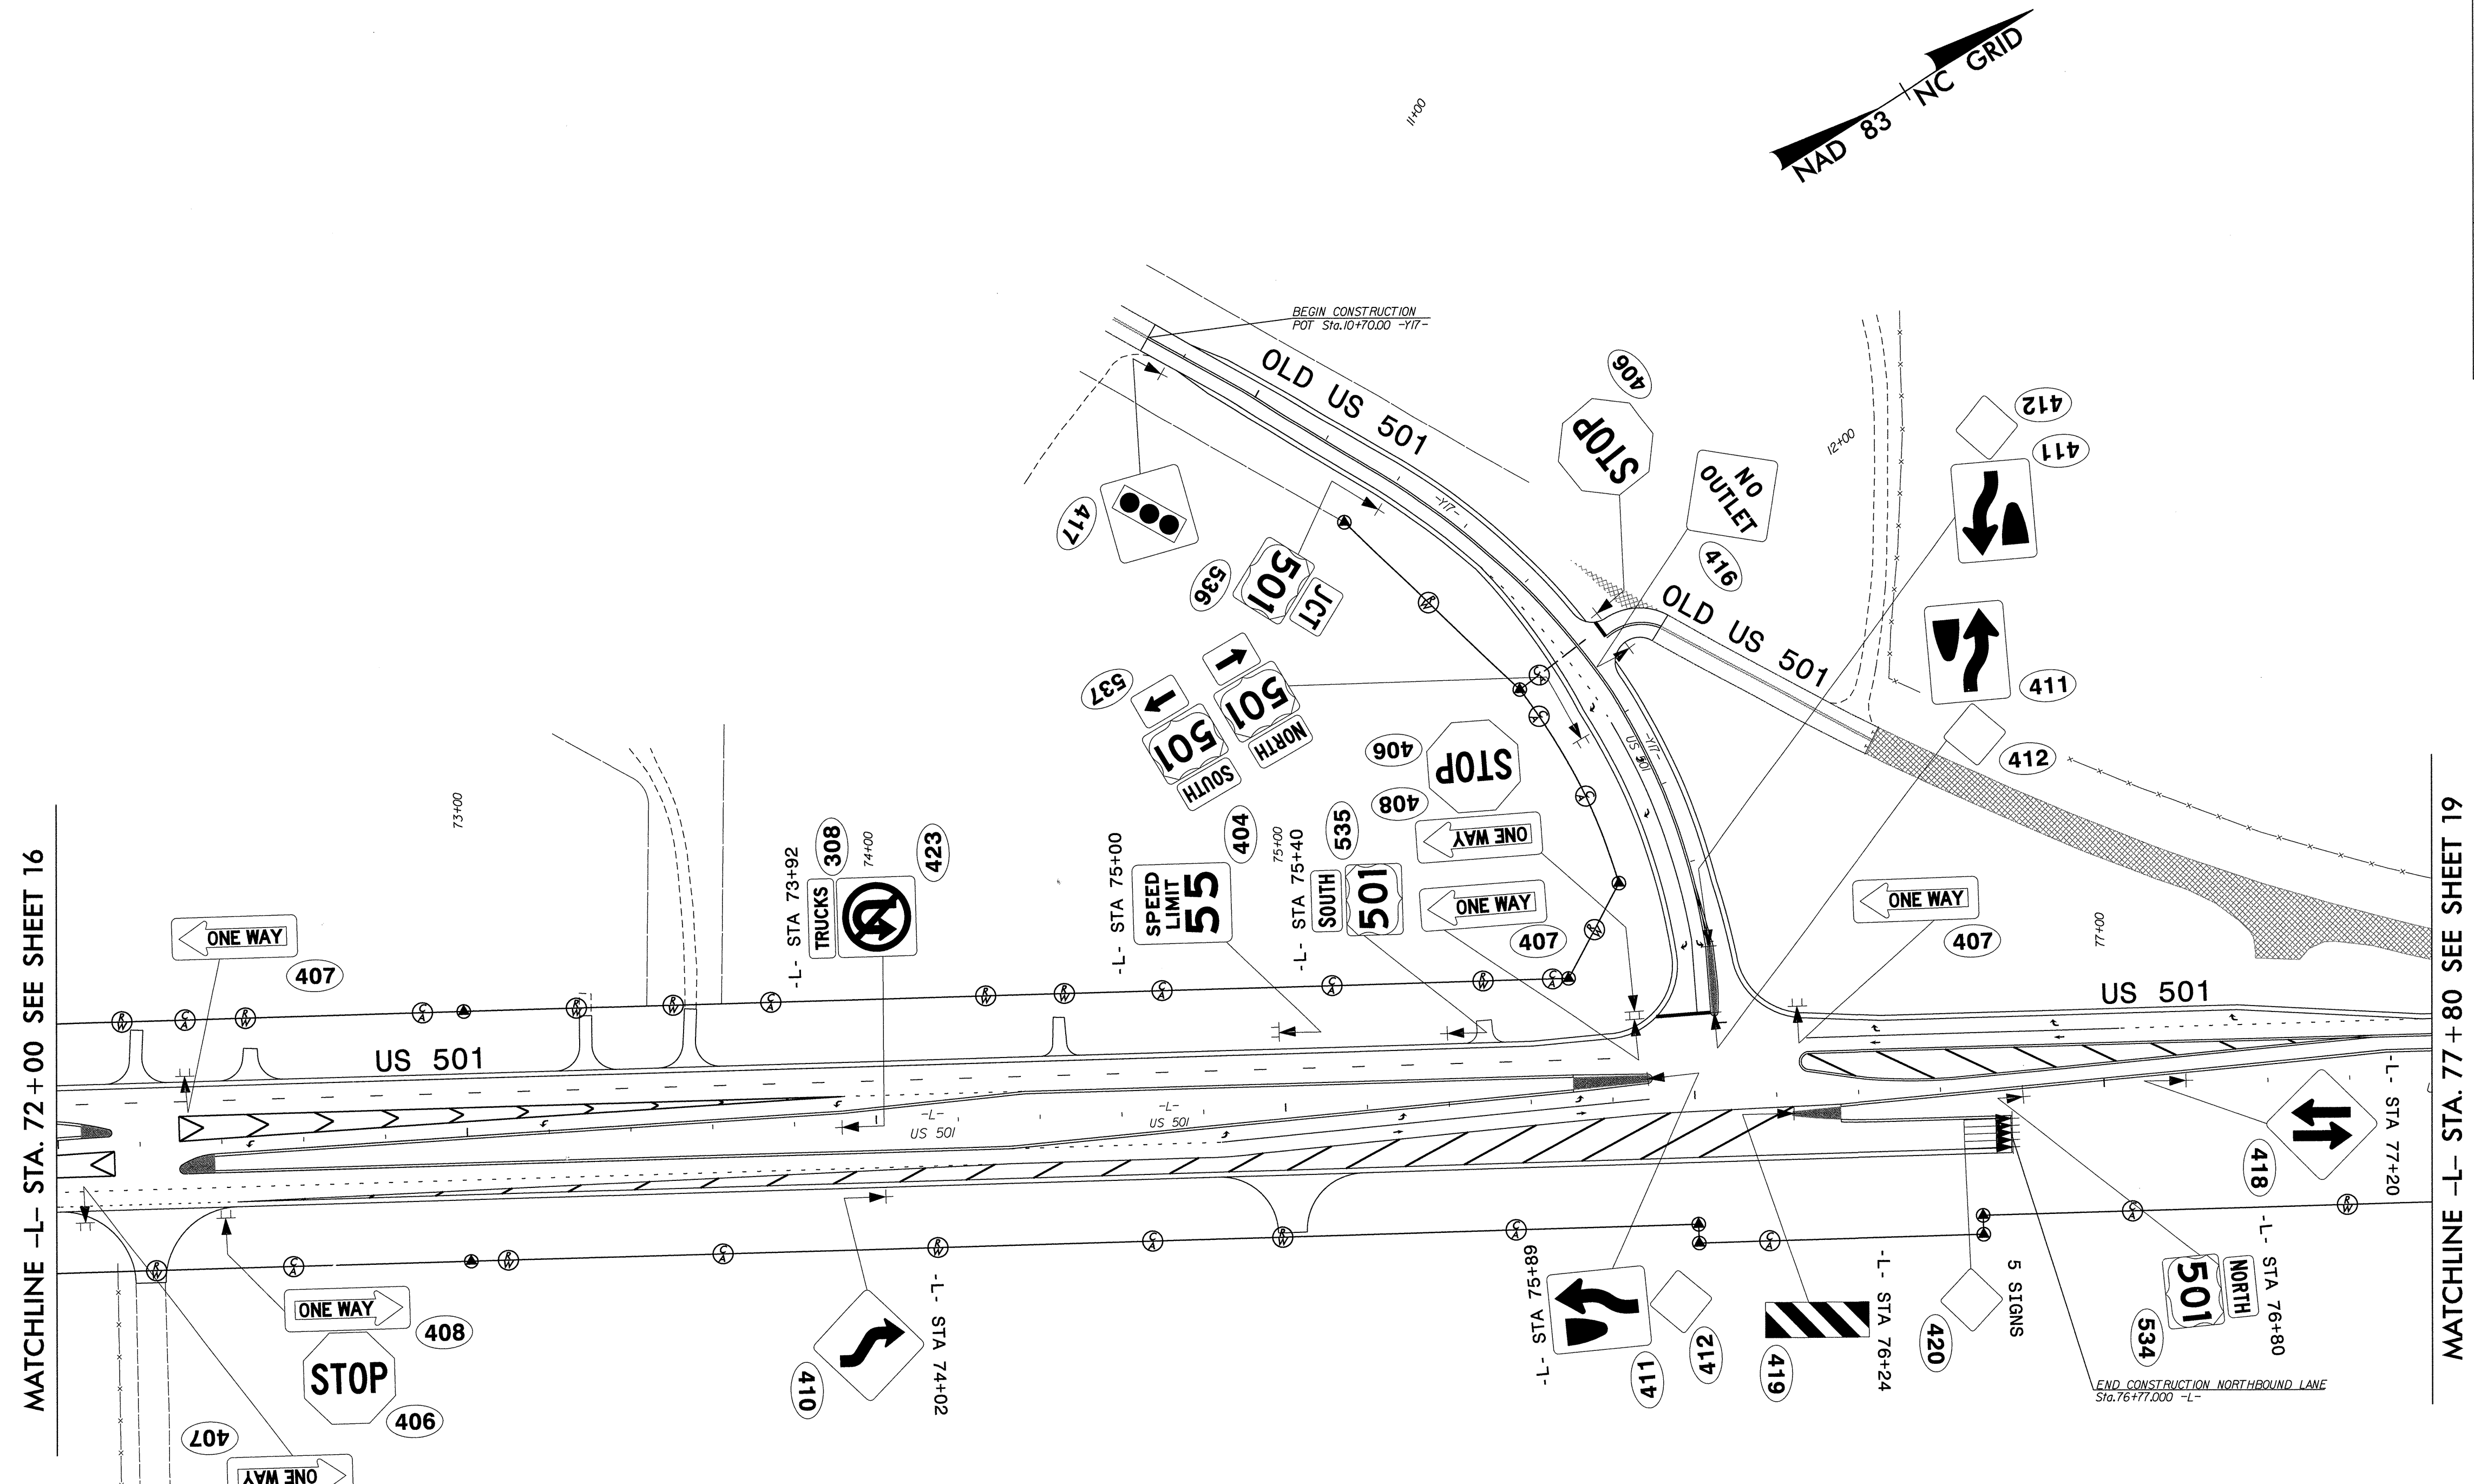 NAD 83 NC GRID
11+00
BEGIN CONSTRUCTION
POT Sta.10+70.00 -Y17-
OLD US 501
406
STOP
NO
OUTLET
416
12+00
412
411
411
412
417
536
501
JCT
-Y17-
OLD US 501
537
501
NORTH
501
SOUTH
-Y17-
US 501
406
STOP
408
ONE WAY
535
-L- STA 75+40
SOUTH
501
75+00
404
-L- STA 75+00
SPEED
LIMIT
55
ONE WAY
407
ONE WAY
407
77+00
US 501
73+00
-L- STA 73+92
308
TRUCKS
74+00
423
ONE WAY
407
US 501
MATCHLINE -L- STA. 72+00 SEE SHEET 16
MATCHLINE -L- STA. 77+80 SEE SHEET 19
R/W
C/A
-L-
US 501
-L-
US 501
418
-L- STA 77+20
ONE WAY
408
STOP
406
407
ONE WAY
410
-L- STA 74+02
-L- STA 75+89
411
412
419
-L- STA 76+24
420
5 SIGNS
534
501
NORTH
-L- STA 76+80
END CONSTRUCTION NORTHBOUND LANE
Sta.76+77.000 -L-